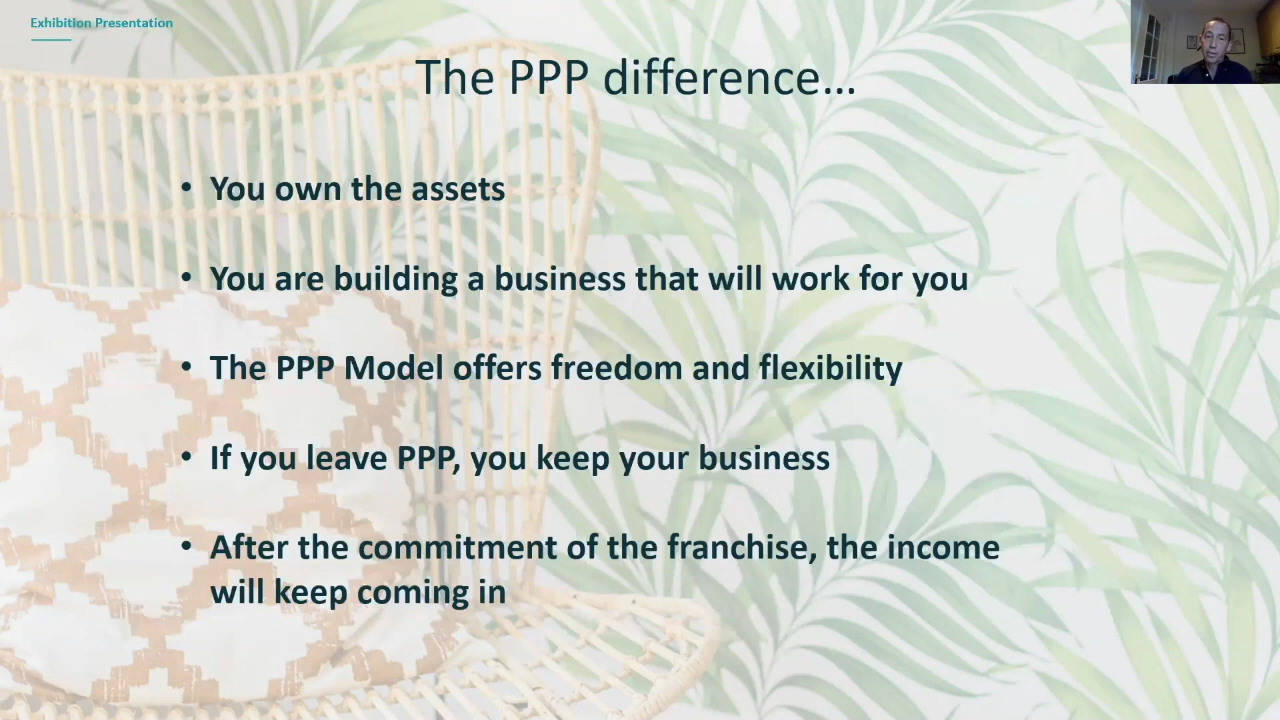 Exhibition Presentation
The PPP difference...
• You own the assets
• You are building a business that will work for you
• The PPP Model offers freedom and flexibility
• If you leave PPP, you keep your business
• After the commitment of the franchise, the income
will keep coming in